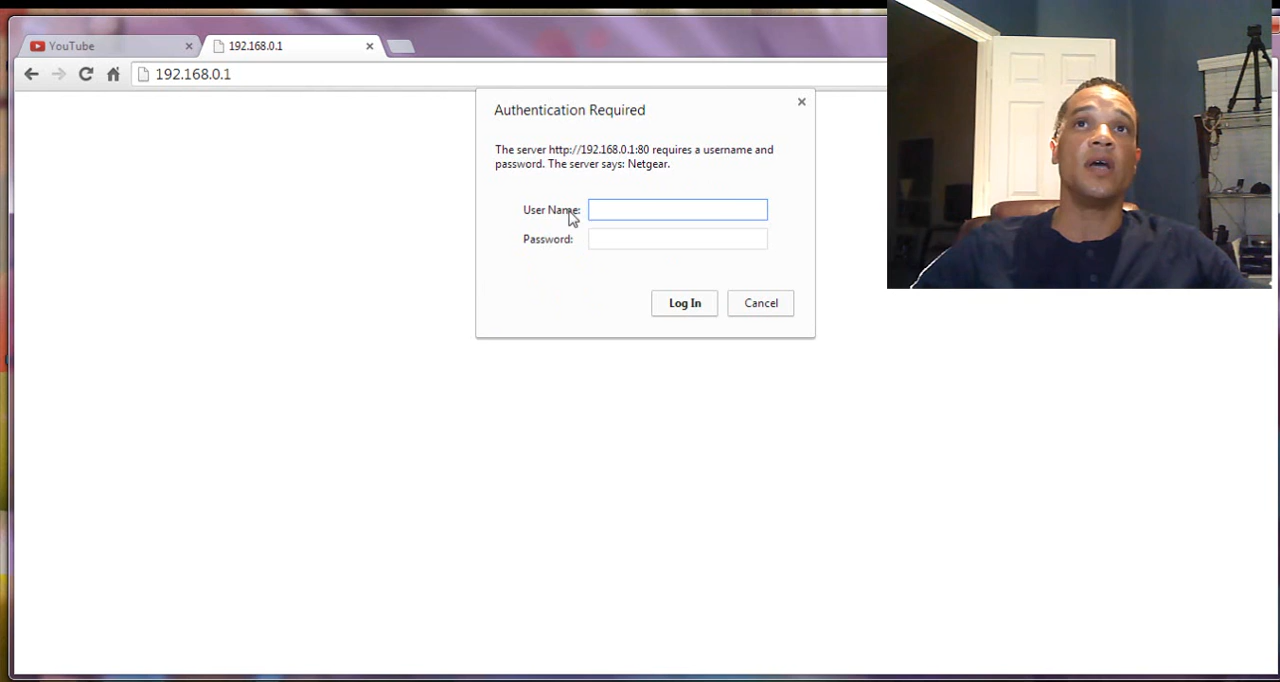 YouTube
192.168.0.1
192.168.0.1
Authentication Required
The server http://192.168.0.1:80 requires a username and
password. The server says: Netgear.
User Name:
Password:
Log In
Cancel